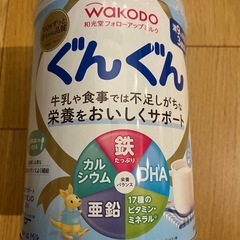 wakodo
和光堂フォローアップミルク
ぐんぐん
牛乳や食事では不足しがちな
栄養をおいしくサポート
鉄
たっぷり
カルシウム
DHA
栄養
バランス
亜鉛
17種の
ビタミン・
ミネラル